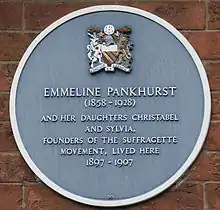 EMMELINE PANKHURST
(1858-1928)
AND HER DAUGHTERS CHRISTABEL
AND SYLVIA,
FOUNDERS OF THE SUFFRAGETTE
MOVEMENT, LIVED HERE
1897-1907